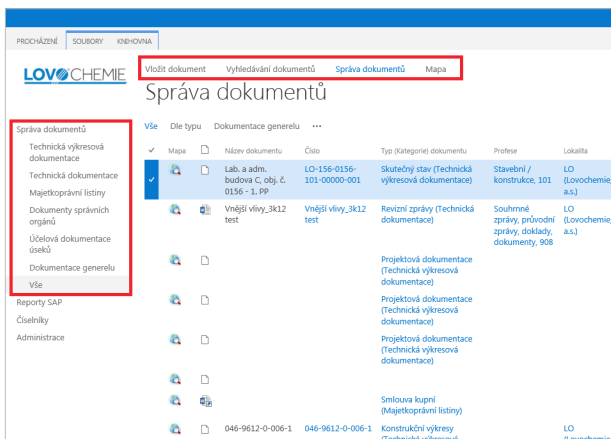 PROCHÁZENÍ SOUBORY KNIHOVNA
LOVOCHEMIE
Vložit dokument Vyhledávání dokumentů Správa dokumentů Mapa
Správa dokumentů
Vše Dle typu Dokumentace generelu ...
Správa dokumentů
Technická výkresová
dokumentace
Technická dokumentace
Majetkoprávní listiny
Dokumenty správních
orgánů
Účelová dokumentace
úseků
Dokumentace generelu
Vše
Reporty SAP
Číselníky
Administrace
Mapa Název dokumentu Číslo Typ (Kategorie) dokumentu Profese Lokalita
Lab. a adm. LO-156-0156- Skutečný stav (Technická Stavební / LO
budova C, obj. č. 101-00000-001 výkresová dokumentace) konstrukce, 101 (Lovochemie,
0156 - 1. PP a.s.)
Vnější vlivy_3k12 Vnější vlivy_3k12 Revizní zprávy (Technická Souhrnné LO
test test dokumentace) zprávy, průvodní (Lovochemie,
zprávy, doklady, a.s.)
dokumenty, 908
Projektová dokumentace
(Technická výkresová
dokumentace)
Projektová dokumentace
(Technická výkresová
dokumentace)
Projektová dokumentace
(Technická výkresová
dokumentace)
Smlouva kupní
(Majetkoprávní listiny)
046-9612-0-006-1 046-9612-0-006-1 Konstrukční výkresy LO